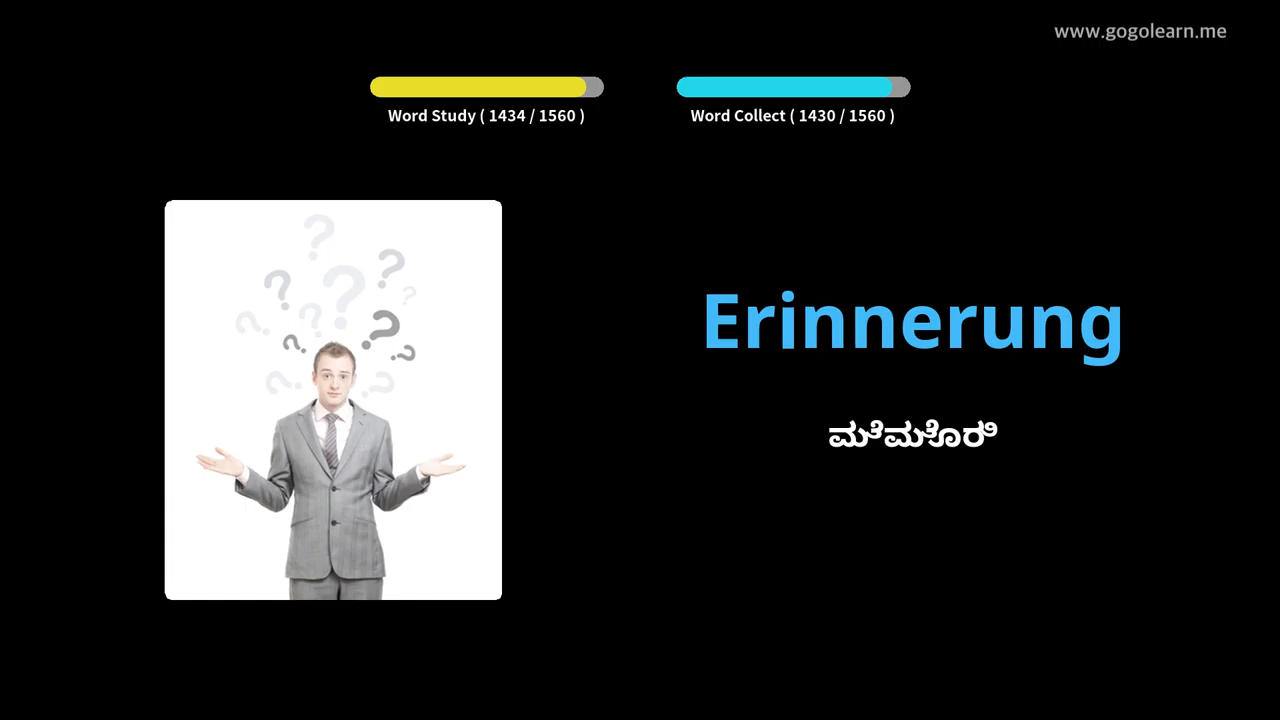 www.gogolearn.me
Word Study ( 1434 / 1560 )
Word Collect ( 1430 / 1560 )
Erinnerung
ಮೆಮೊರಿ